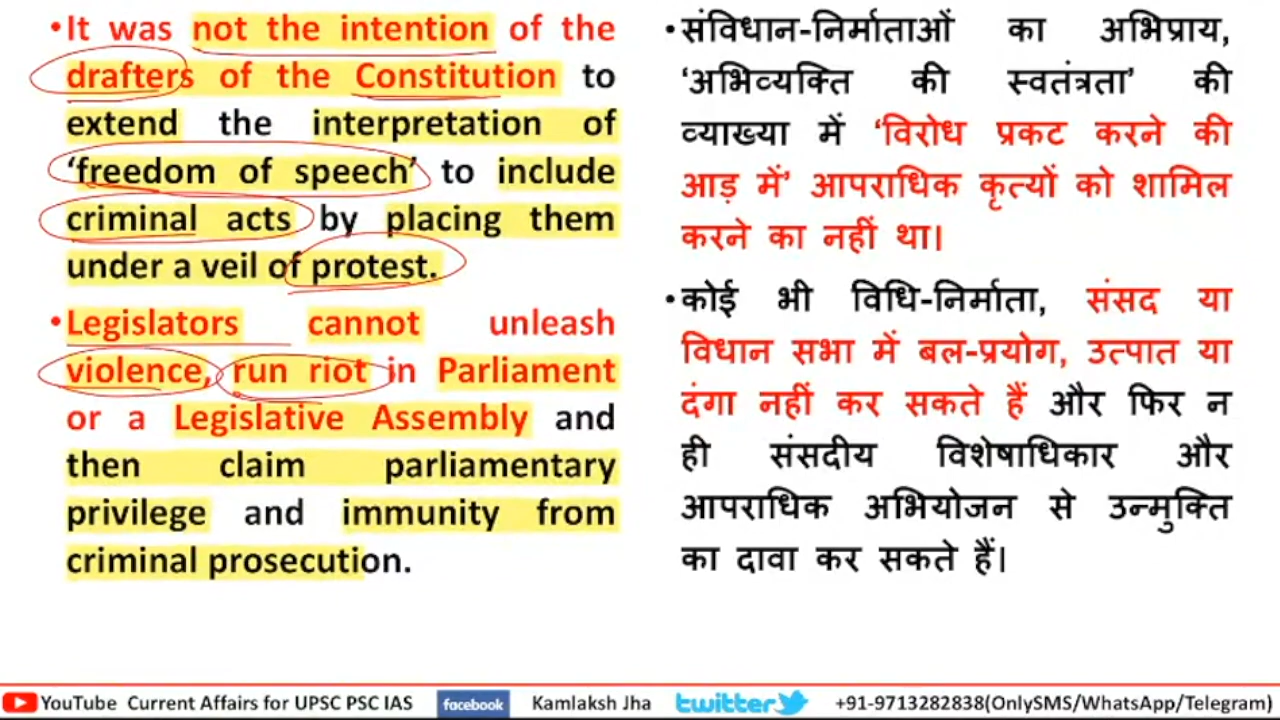 •It was not the intention of the
drafters of the Constitution to
extend the interpretation of
‘freedom of speech’ to include
criminal acts by placing them
under a veil of protest.
•Legislators cannot unleash
violence, run riot in Parliament
or a Legislative Assembly and
then claim parliamentary
privilege and immunity from
criminal prosecution.
•संविधान-निर्माताओं का अभिप्राय,
‘अभिव्यक्ति की स्वतंत्रता’ की
व्याख्या में ‘विरोध प्रकट करने की
आड़ में’ आपराधिक कृत्यों को शामिल
करने का नहीं था।
•कोई भी विधि-निर्माता, संसद या
विधान सभा में बल-प्रयोग, उत्पात या
दंगा नहीं कर सकते हैं और फिर न
ही संसदीय विशेषाधिकार और
आपराधिक अभियोजन से उन्मुक्ति
का दावा कर सकते हैं।
YouTube Current Affairs for UPSC PSC IAS facebook Kamlaksh Jha twitter +91-9713282838(OnlySMS/WhatsApp/Telegram)